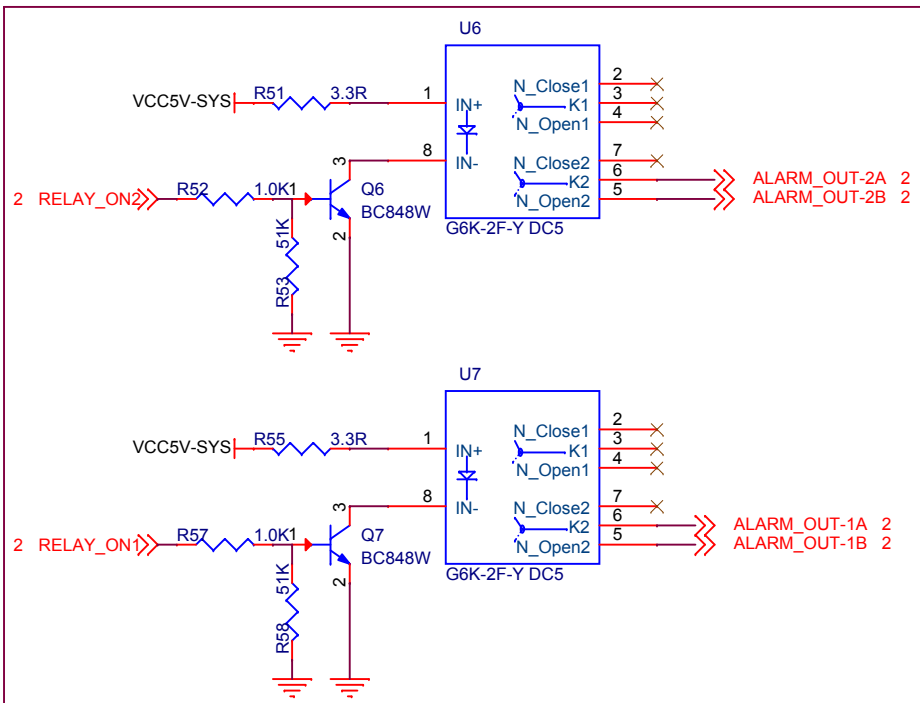 U6
VCC5V-SYS R51 3.3R 1 IN+ N_Close1 2
K1 3
N_Open1 4
8 IN- N_Close2 7
K2 6 ALARM_OUT-2A 2
N_Open2 5 ALARM_OUT-2B 2
2 RELAY_ON2 R52 1.0K 1 3 Q6
BC848W
2
51K
R53
G6K-2F-Y DC5
U7
VCC5V-SYS R55 3.3R 1 IN+ N_Close1 2
K1 3
N_Open1 4
8 IN- N_Close2 7
K2 6 ALARM_OUT-1A 2
N_Open2 5 ALARM_OUT-1B 2
2 RELAY_ON1 R57 1.0K 1 3 Q7
BC848W
2
51K
R58
G6K-2F-Y DC5